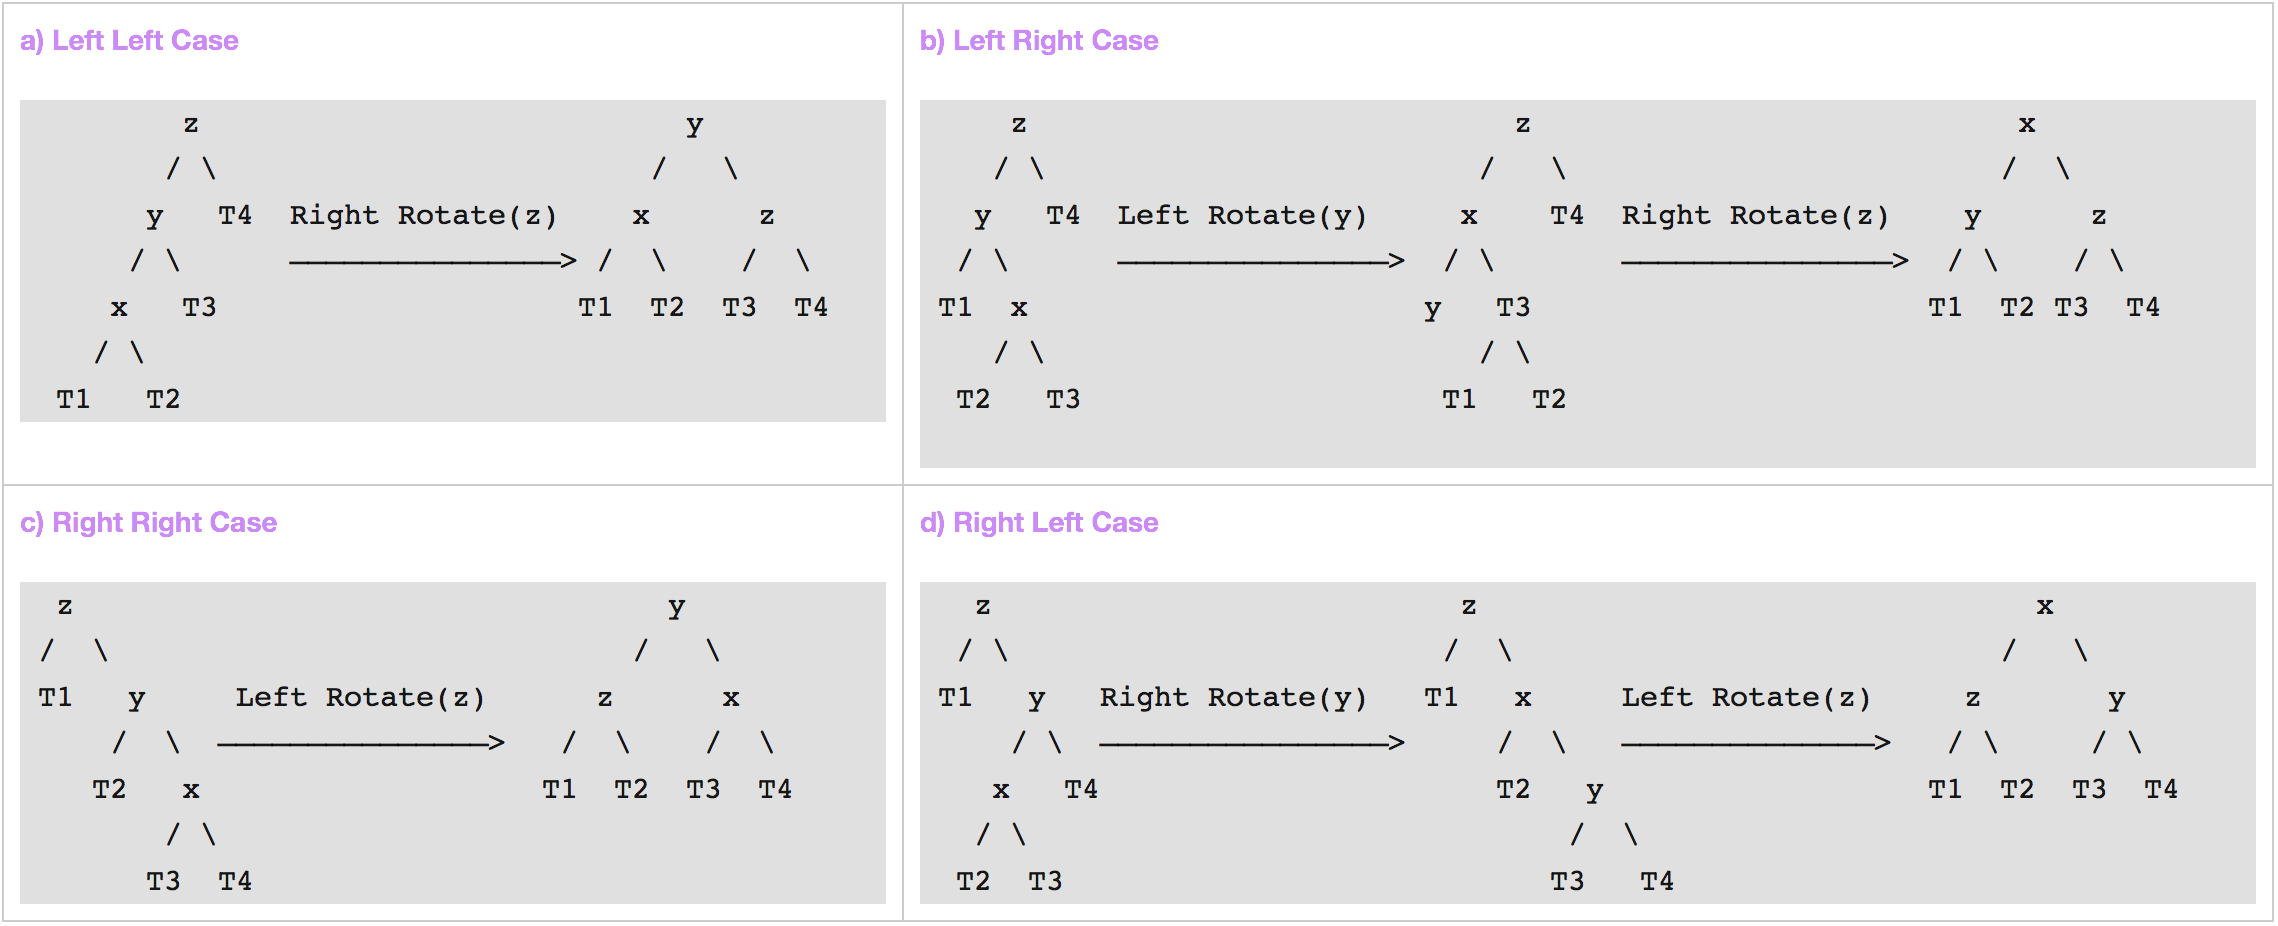 a) Left Left Case
z                           y
/ \                         /   \
y   T4  Right Rotate(z)    x      z
/ \  ———————————————> /  \   /  \
x   T3                    T1  T2  T3  T4
/ \
T1   T2
b) Left Right Case
z                           z                           x
/ \                         /   \                       /  \
y   T4  Left Rotate(y)     x    T4  Right Rotate(z)    y      z
/ \  ———————————————> / \  ———————————————> / \    / \
T1  x                     y   T3                    T1  T2 T3  T4
/ \                         / \
T2   T3                   T1   T2
c) Right Right Case
z                                 y
/  \                              /   \
T1   y     Left Rotate(z)       z      x
/  \  ———————————————>   /  \    /  \
T2   x                     T1  T2  T3  T4
/ \
T3  T4
d) Right Left Case
z                          z                               x
/ \                        / \                             /   \
T1   y  Right Rotate(y)  T1   x     Left Rotate(z)     z       y
/ \  ———————————————>     /  \  ———————————————>   / \     / \
x   T4                      T2   y                 T1  T2  T3  T4
/ \                              /  \
T2  T3                           T3   T4